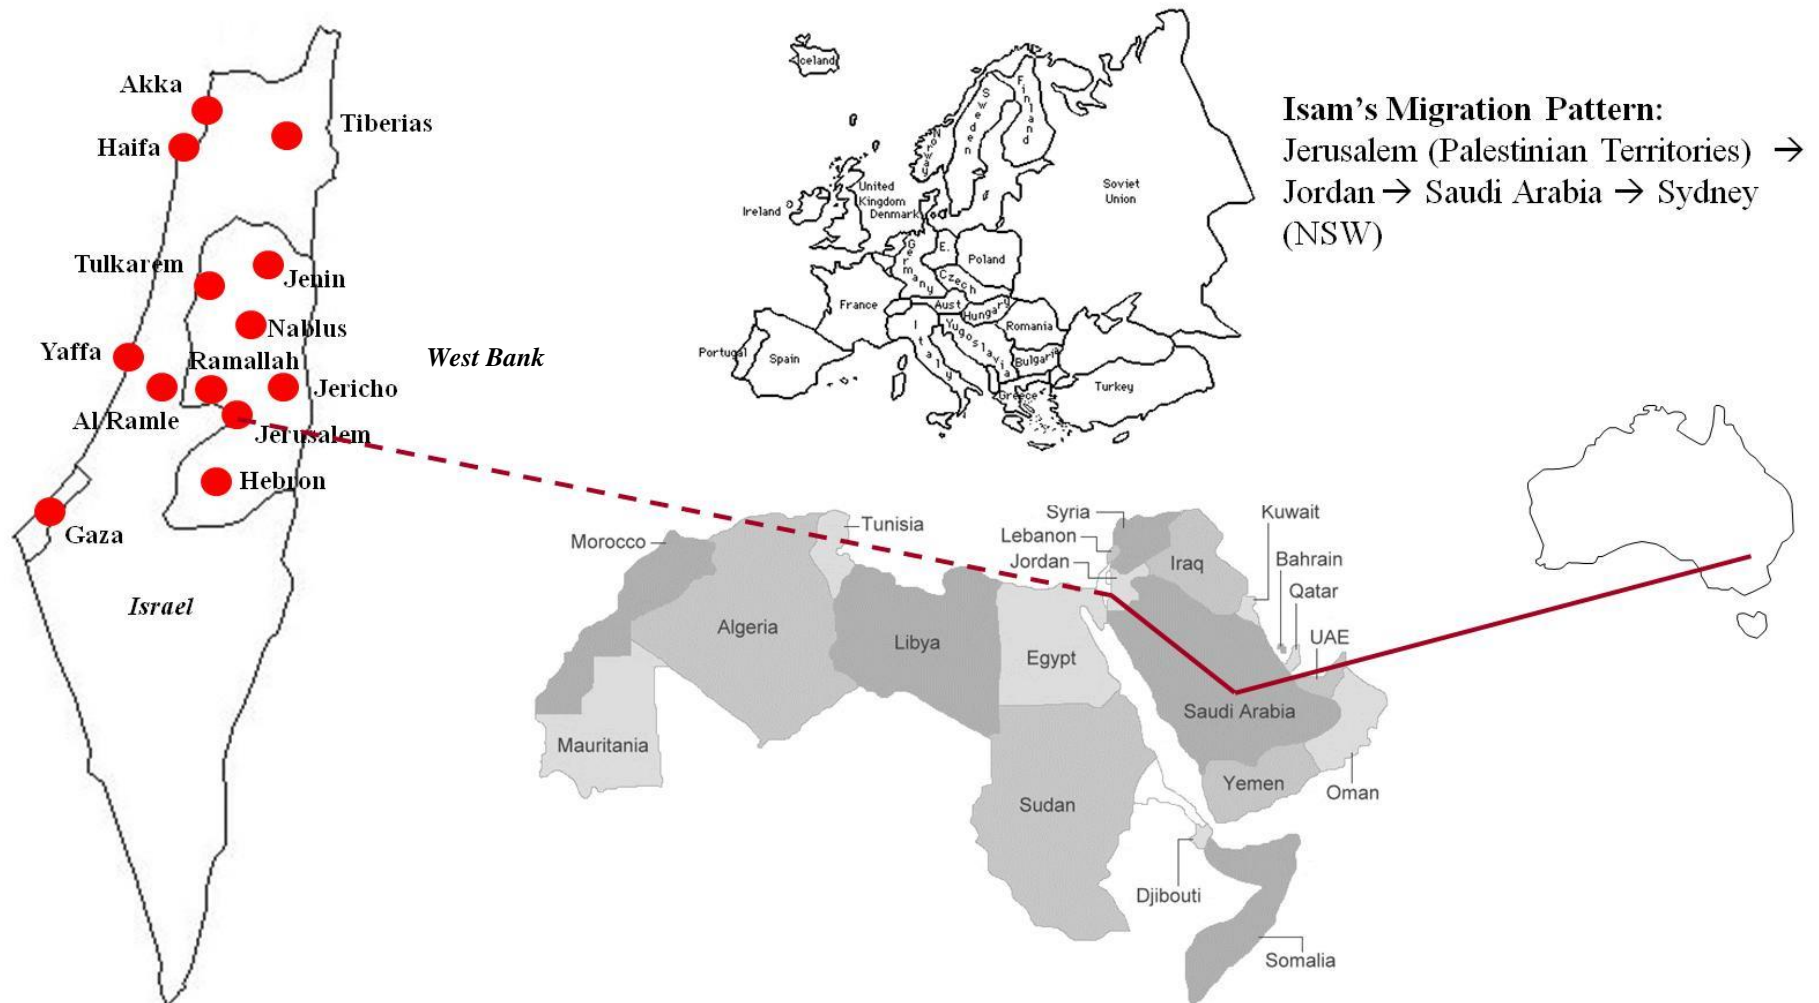 Akka
Tiberias
Haifa
Tulkarem
Jenin
Nablus
Yaffa
Ramallah
West Bank
Jericho
Al Ramle
Jerusalem
Hebron
Gaza
Israel
Iceland
Norway
Sweden
Finland
United
Kingdom
Denmark
Ireland
Soviet
Union
Germany
E.
Poland
Czech
France
Aust
Hungary
Romania
Italy
Yugoslavia
Bulgaria
Portugal
Spain
Greece
Turkey
Isam’s Migration Pattern:
Jerusalem (Palestinian Territories) →
Jordan → Saudi Arabia → Sydney
(NSW)
Morocco
Tunisia
Syria
Lebanon
Jordan
Iraq
Kuwait
Bahrain
Qatar
UAE
Algeria
Libya
Egypt
Saudi Arabia
Mauritania
Sudan
Yemen
Oman
Djibouti
Somalia